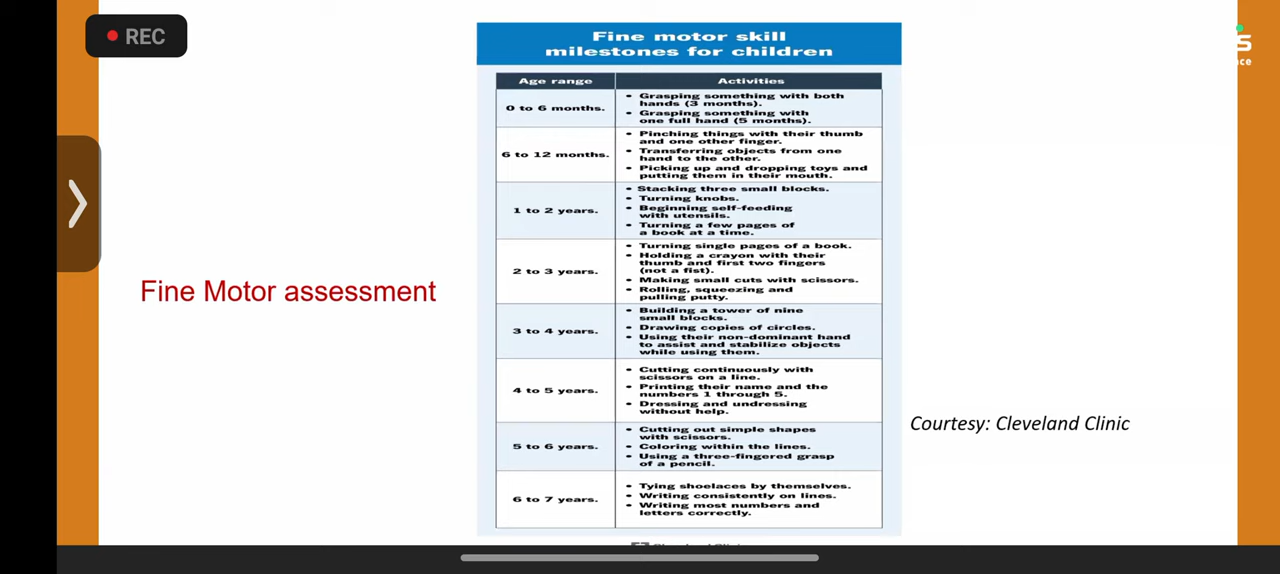 REC
Fine motor skill
milestones for children
Age range
Activities
0 to 6 months.
• Grasping something with both
hands (3 months).
• Grasping something with
one full hand (5 months).
6 to 12 months.
• Pinching things with their thumb
and one other finger.
• Transferring objects from one
hand to the other.
• Picking up and dropping toys and
putting them in their mouth.
1 to 2 years.
• Stacking three small blocks.
• Turning knobs.
• Beginning self-feeding
with utensils.
• Turning a few pages of
a book at a time.
2 to 3 years.
• Turning single pages of a book.
• Holding a crayon with their
thumb and first two fingers
(not a fist).
• Making small cuts with scissors.
• Rolling, squeezing and
pulling putty.
3 to 4 years.
• Building a tower of nine
small blocks.
• Drawing copies of circles.
• Using their non-dominant hand
to assist and stabilize objects
while using them.
4 to 5 years.
• Cutting continuously with
scissors on a line.
• Printing their name and the
numbers 1 through 5.
• Dressing and undressing
without help.
5 to 6 years.
• Cutting out simple shapes
with scissors.
• Coloring within the lines.
• Using a three-fingered grasp
of a pencil.
6 to 7 years.
• Tying shoelaces by themselves.
• Writing consistently on lines.
• Writing most numbers and
letters correctly.
Fine Motor assessment
Courtesy: Cleveland Clinic